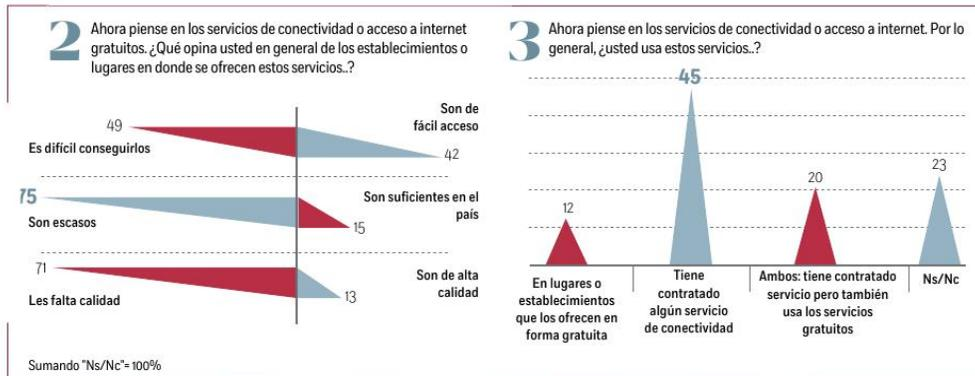 2
Ahora piense en los servicios de conectividad o acceso a internet
gratuitos. ¿Qué opina usted en general de los establecimientos o
lugares en donde se ofrecen estos servicios..?
49
Es difícil conseguirlos
Son de
fácil acceso
42
75
Son escasos
Son suficientes en el
país
15
71
Les falta calidad
Son de alta
calidad
13
Sumando "Ns/Nc"= 100%
3
Ahora piense en los servicios de conectividad o acceso a internet. Por lo
general, ¿usted usa estos servicios..?
12
45
20
23
En lugares o
establecimientos
que los ofrecen en
forma gratuita
Tiene
contratado
algún servicio
de conectividad
Ambos: tiene contratado
servicio pero también
usa los servicios
gratuitos
Ns/Nc